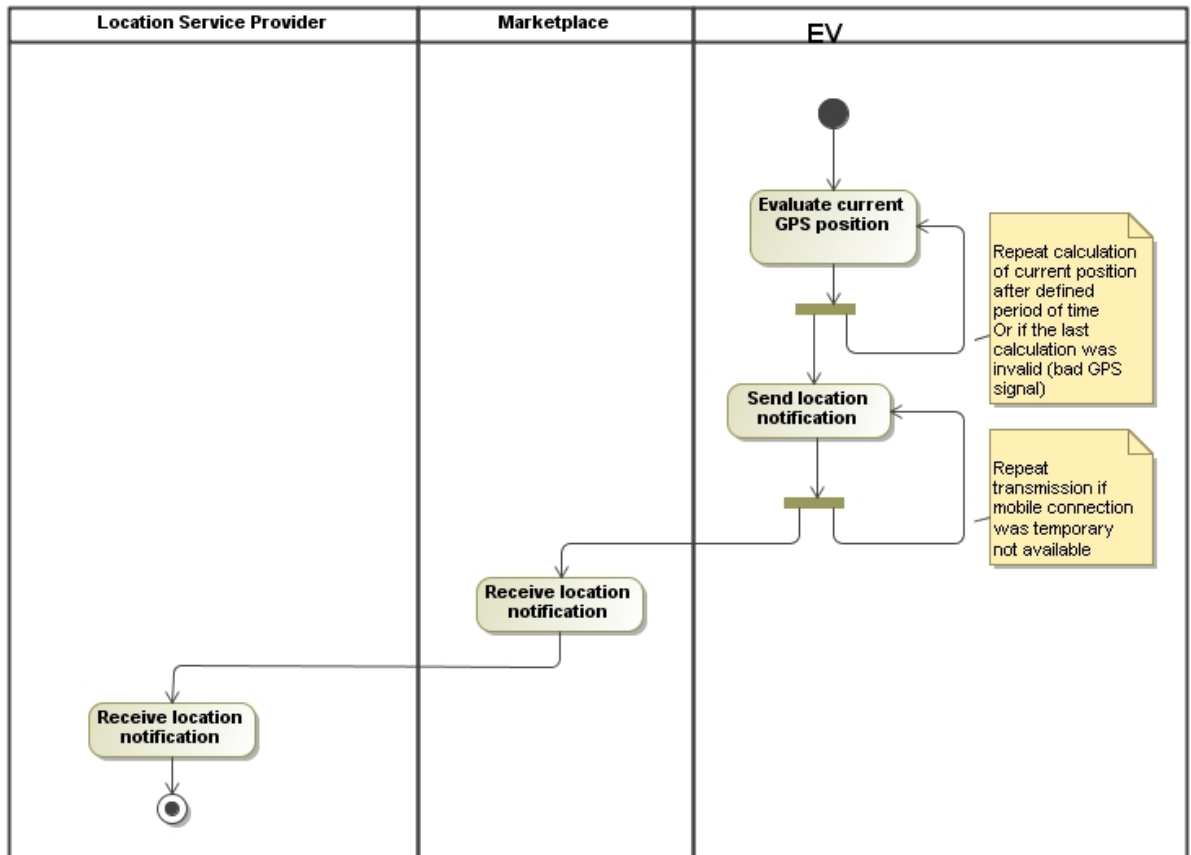 Location Service Provider
Marketplace
EV
Evaluate current
GPS position
Repeat calculation
of current position
after defined
period of time
Or if the last
calculation was
invalid (bad GPS
signal)
Send location
notification
Repeat
transmission if
mobile connection
was temporary
not available
Receive location
notification
Receive location
notification